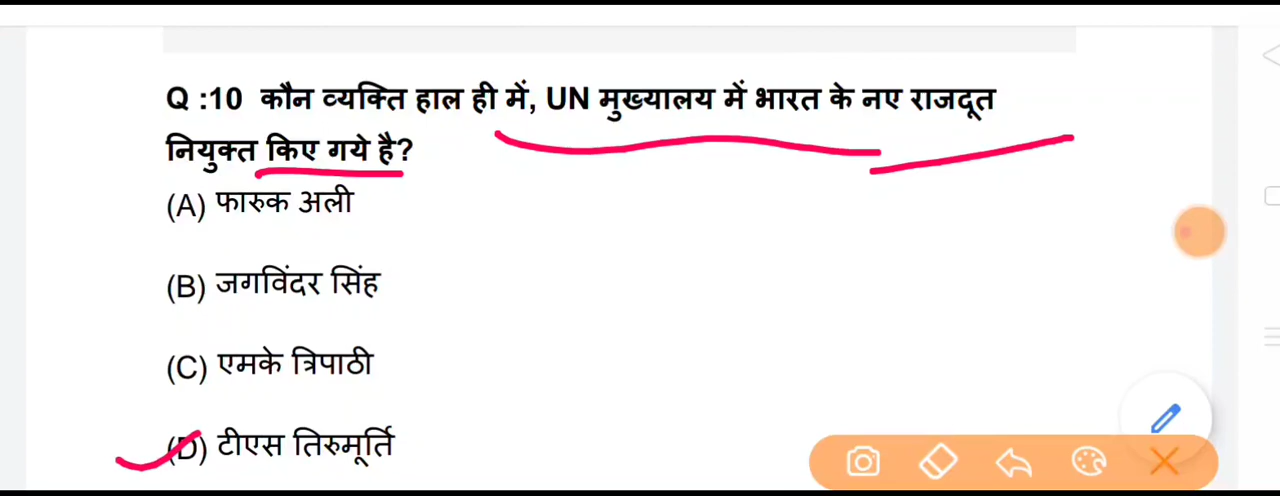 Q :10 कौन व्यक्ति हाल ही में, UN मुख्यालय में भारत के नए राजदूत
नियुक्त किए गये है?
(A) फारुक अली
(B) जगविंदर सिंह
(C) एमके त्रिपाठी
(D) टीएस तिरुमूर्ति